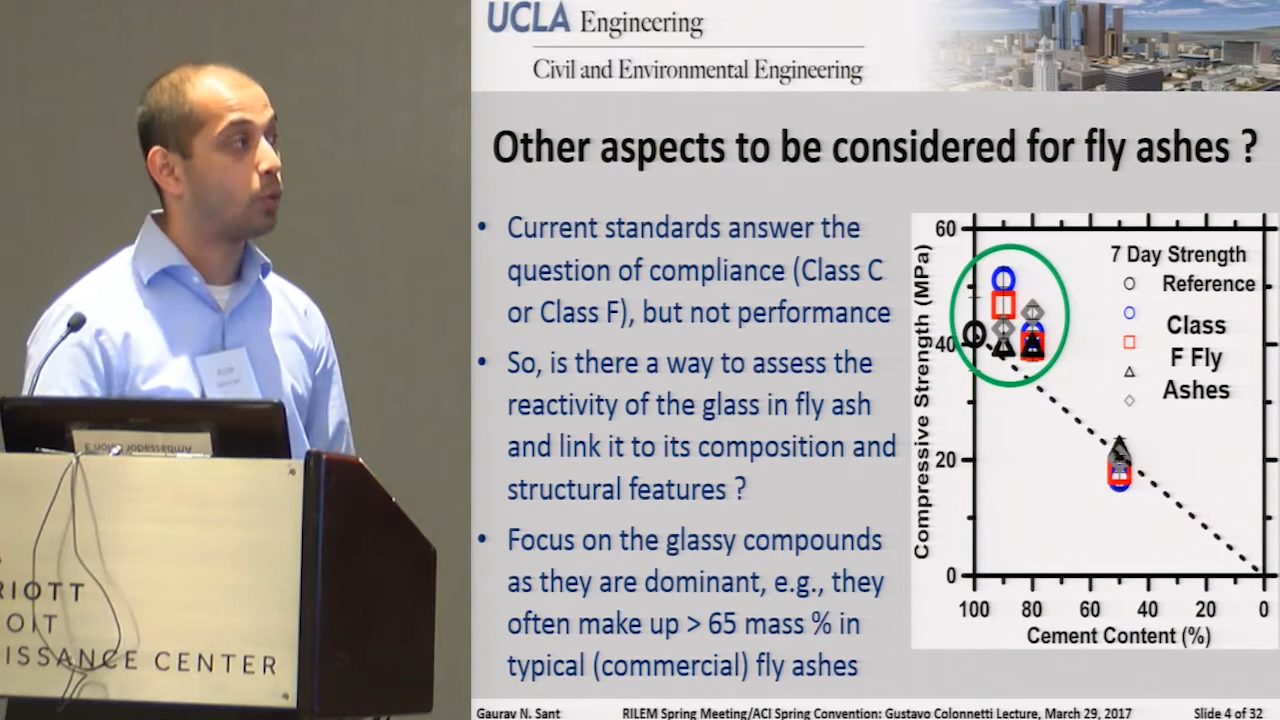 UCLA Engineering
Civil and Environmental Engineering
Other aspects to be considered for fly ashes ?
• Current standards answer the
question of compliance (Class C
or Class F), but not performance
• So, is there a way to assess the
reactivity of the glass in fly ash
and link it to its composition and
structural features ?
• Focus on the glassy compounds
as they are dominant, e.g., they
often make up > 65 mass % in
typical (commercial) fly ashes
Compressive Strength (MPa)
60
40
20
0
7 Day Strength
Reference
Class
F Fly
Ashes
100 80 60 40 20 0
Cement Content (%)
Gaurav N. Sant
RILEM Spring Meeting/ACI Spring Convention: Gustavo Colonnetti Lecture, March 29, 2017
Slide 4 of 32
Ambassador
RIOTT
OIT
ISSANCE CENTER